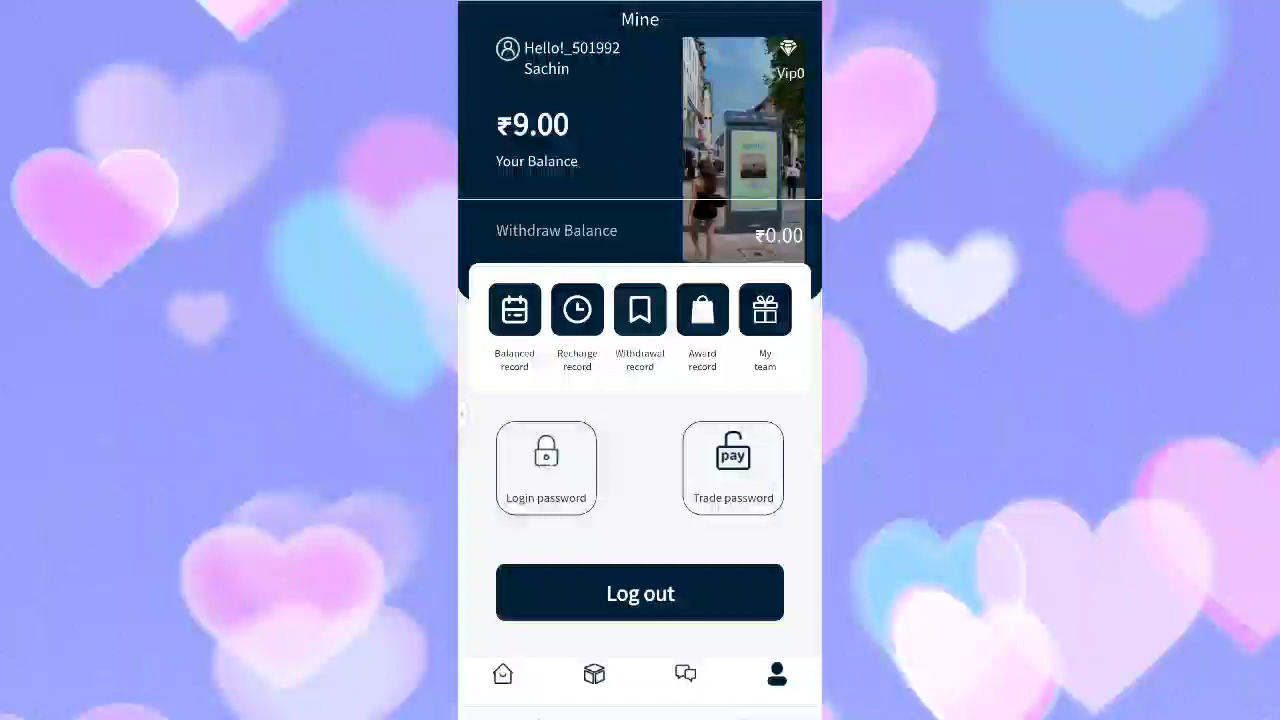 Mine
Hello!_501992
Sachin
Vip0
₹9.00
Your Balance
Withdraw Balance
₹0.00
Balanced record
Recharge record
Withdrawal record
Award record
My team
pay
Login password
Trade password
Log out